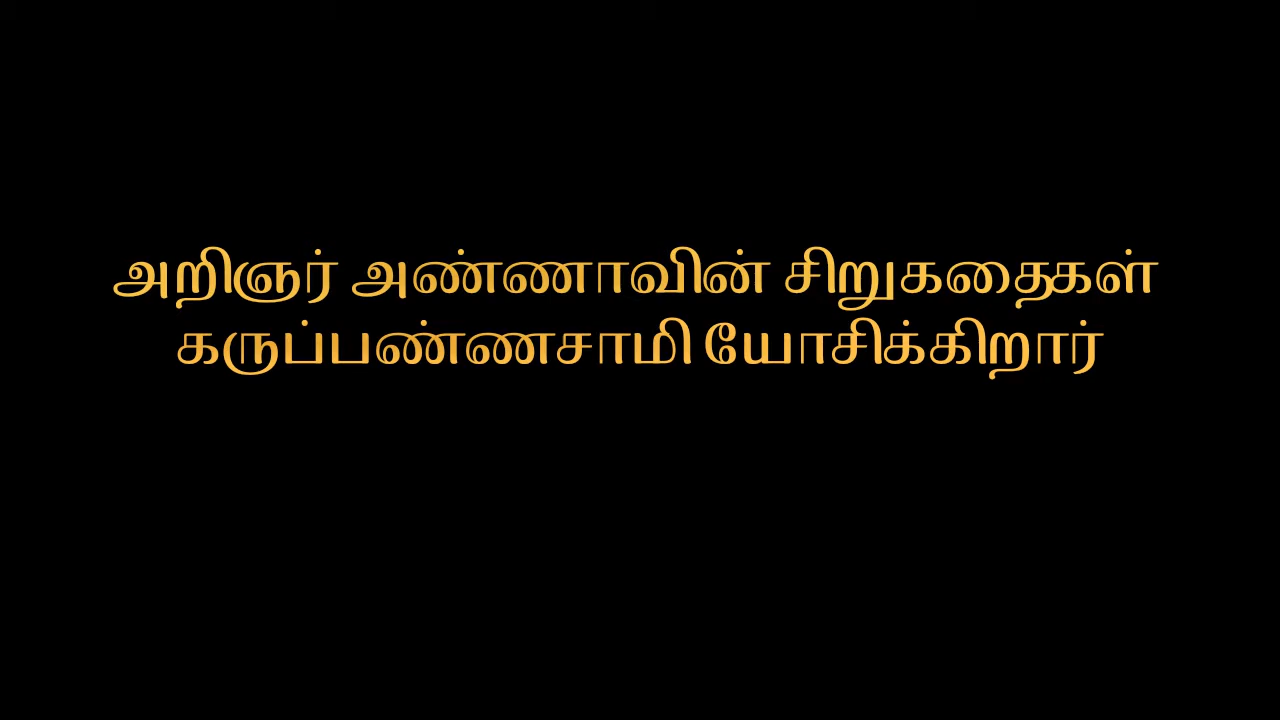 அறிஞர் அண்ணாவின் சிறுகதைகள்
கருப்பண்ணசாமி யோசிக்கிறார்